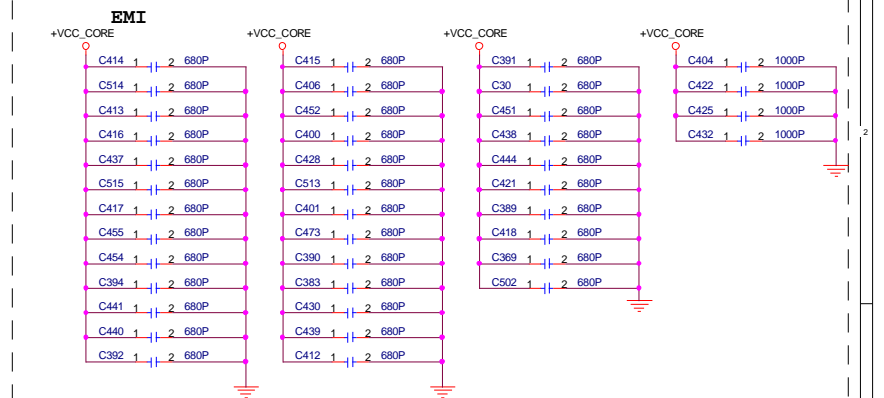 EMI
+VCC_CORE +VCC_CORE +VCC_CORE +VCC_CORE
C414 1 2 680P C415 1 2 680P C391 1 2 680P C404 1 2 1000P
C514 1 2 680P C406 1 2 680P C30 1 2 680P C422 1 2 1000P
C413 1 2 680P C452 1 2 680P C451 1 2 680P C425 1 2 1000P
C416 1 2 680P C400 1 2 680P C438 1 2 680P C432 1 2 1000P 2
C437 1 2 680P C428 1 2 680P C444 1 2 680P
C515 1 2 680P C513 1 2 680P C421 1 2 680P
C417 1 2 680P C401 1 2 680P C389 1 2 680P
C455 1 2 680P C473 1 2 680P C418 1 2 680P
C454 1 2 680P C390 1 2 680P C369 1 2 680P
C394 1 2 680P C383 1 2 680P C502 1 2 680P
C441 1 2 680P C430 1 2 680P
C440 1 2 680P C439 1 2 680P
C392 1 2 680P C412 1 2 680P